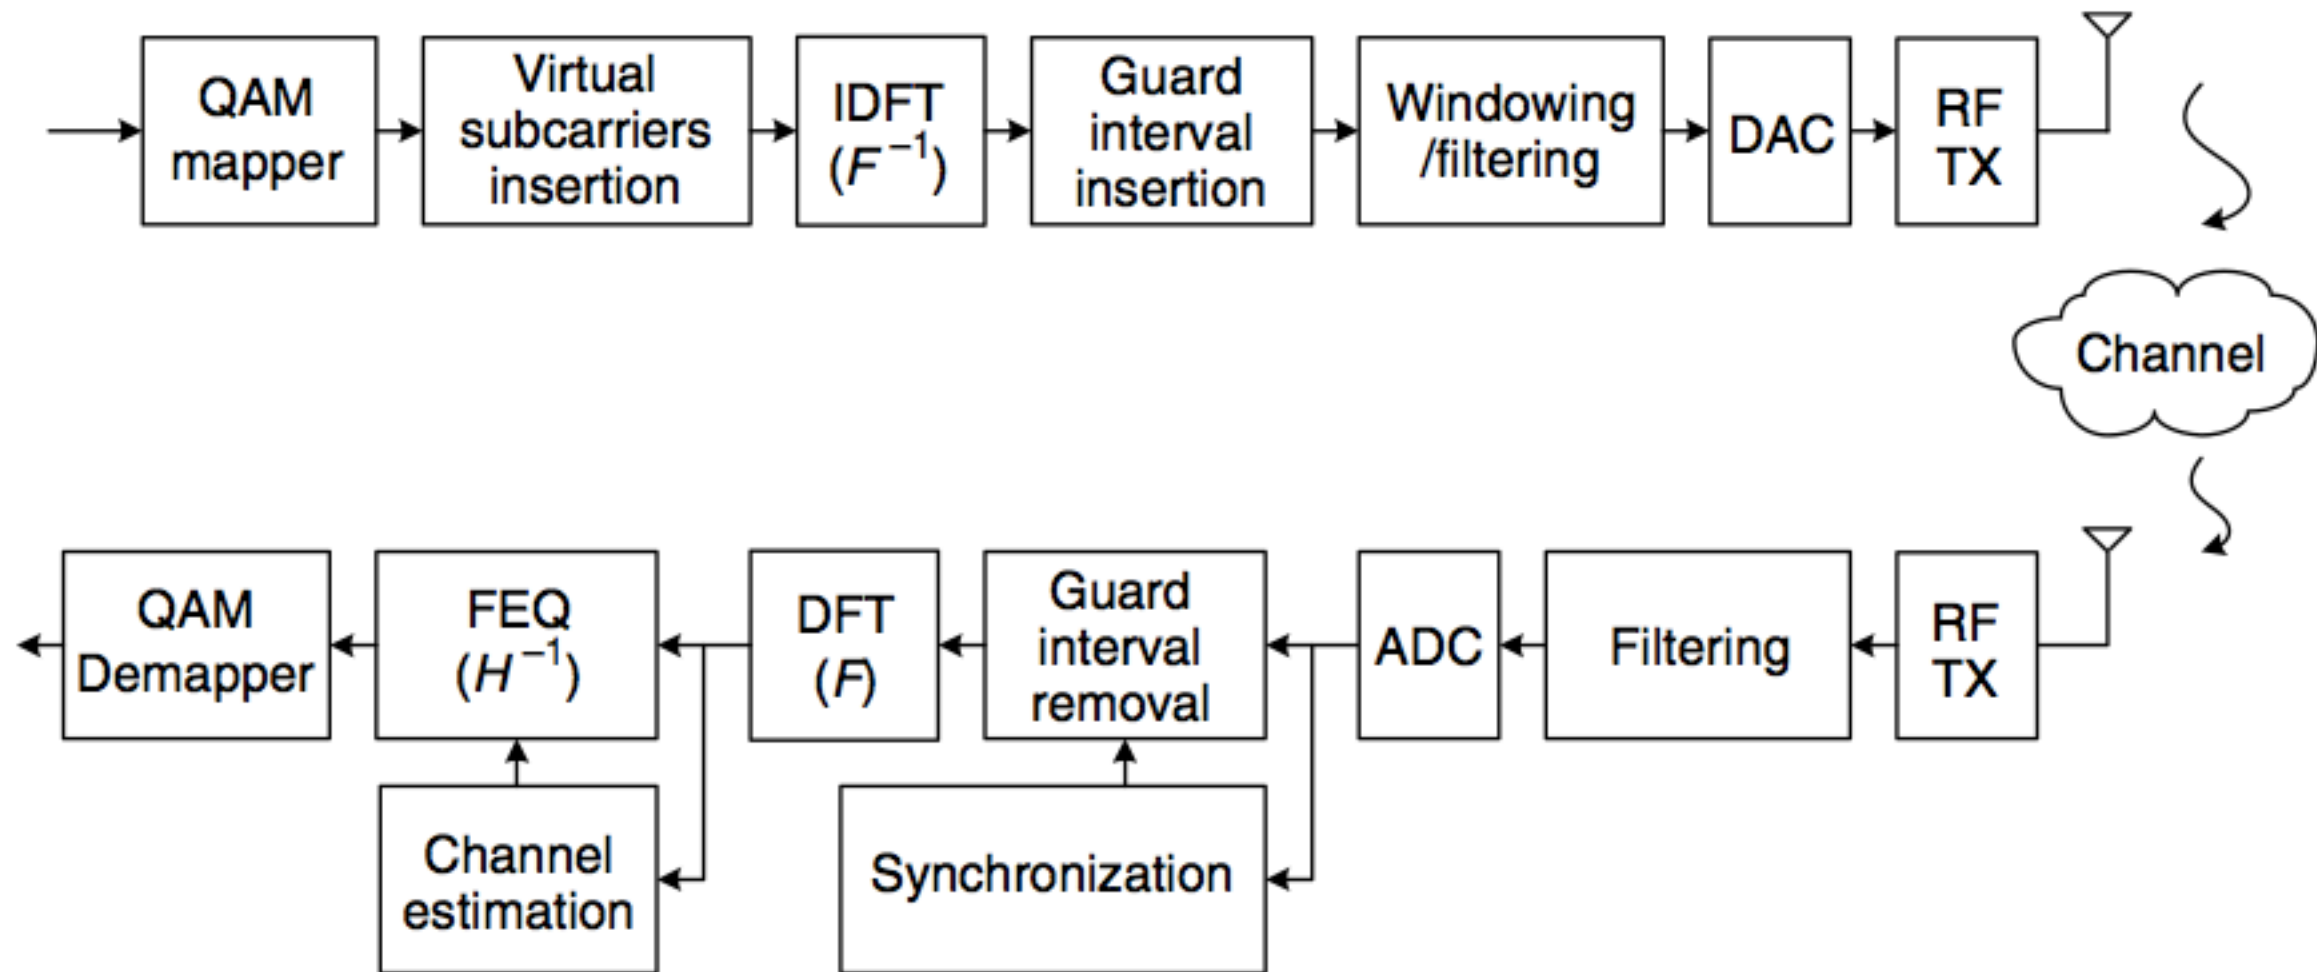 QAM
mapper
Virtual
subcarriers
insertion
IDFT
(F⁻¹)
Guard
interval
insertion
Windowing
/filtering
DAC
RF
TX
Channel
QAM
Demapper
FEQ
(H⁻¹)
DFT
(F)
Guard
interval
removal
ADC
Filtering
RF
TX
Channel
estimation
Synchronization